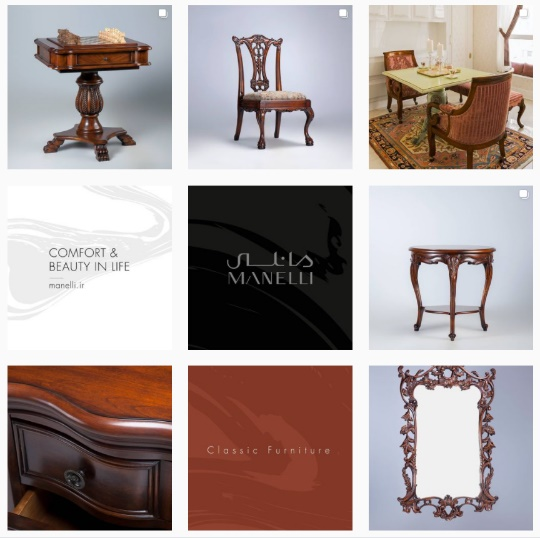 COMFORT &
BEAUTY IN LIFE
manelli.ir
مانلی
MANELLI
Classic Furniture